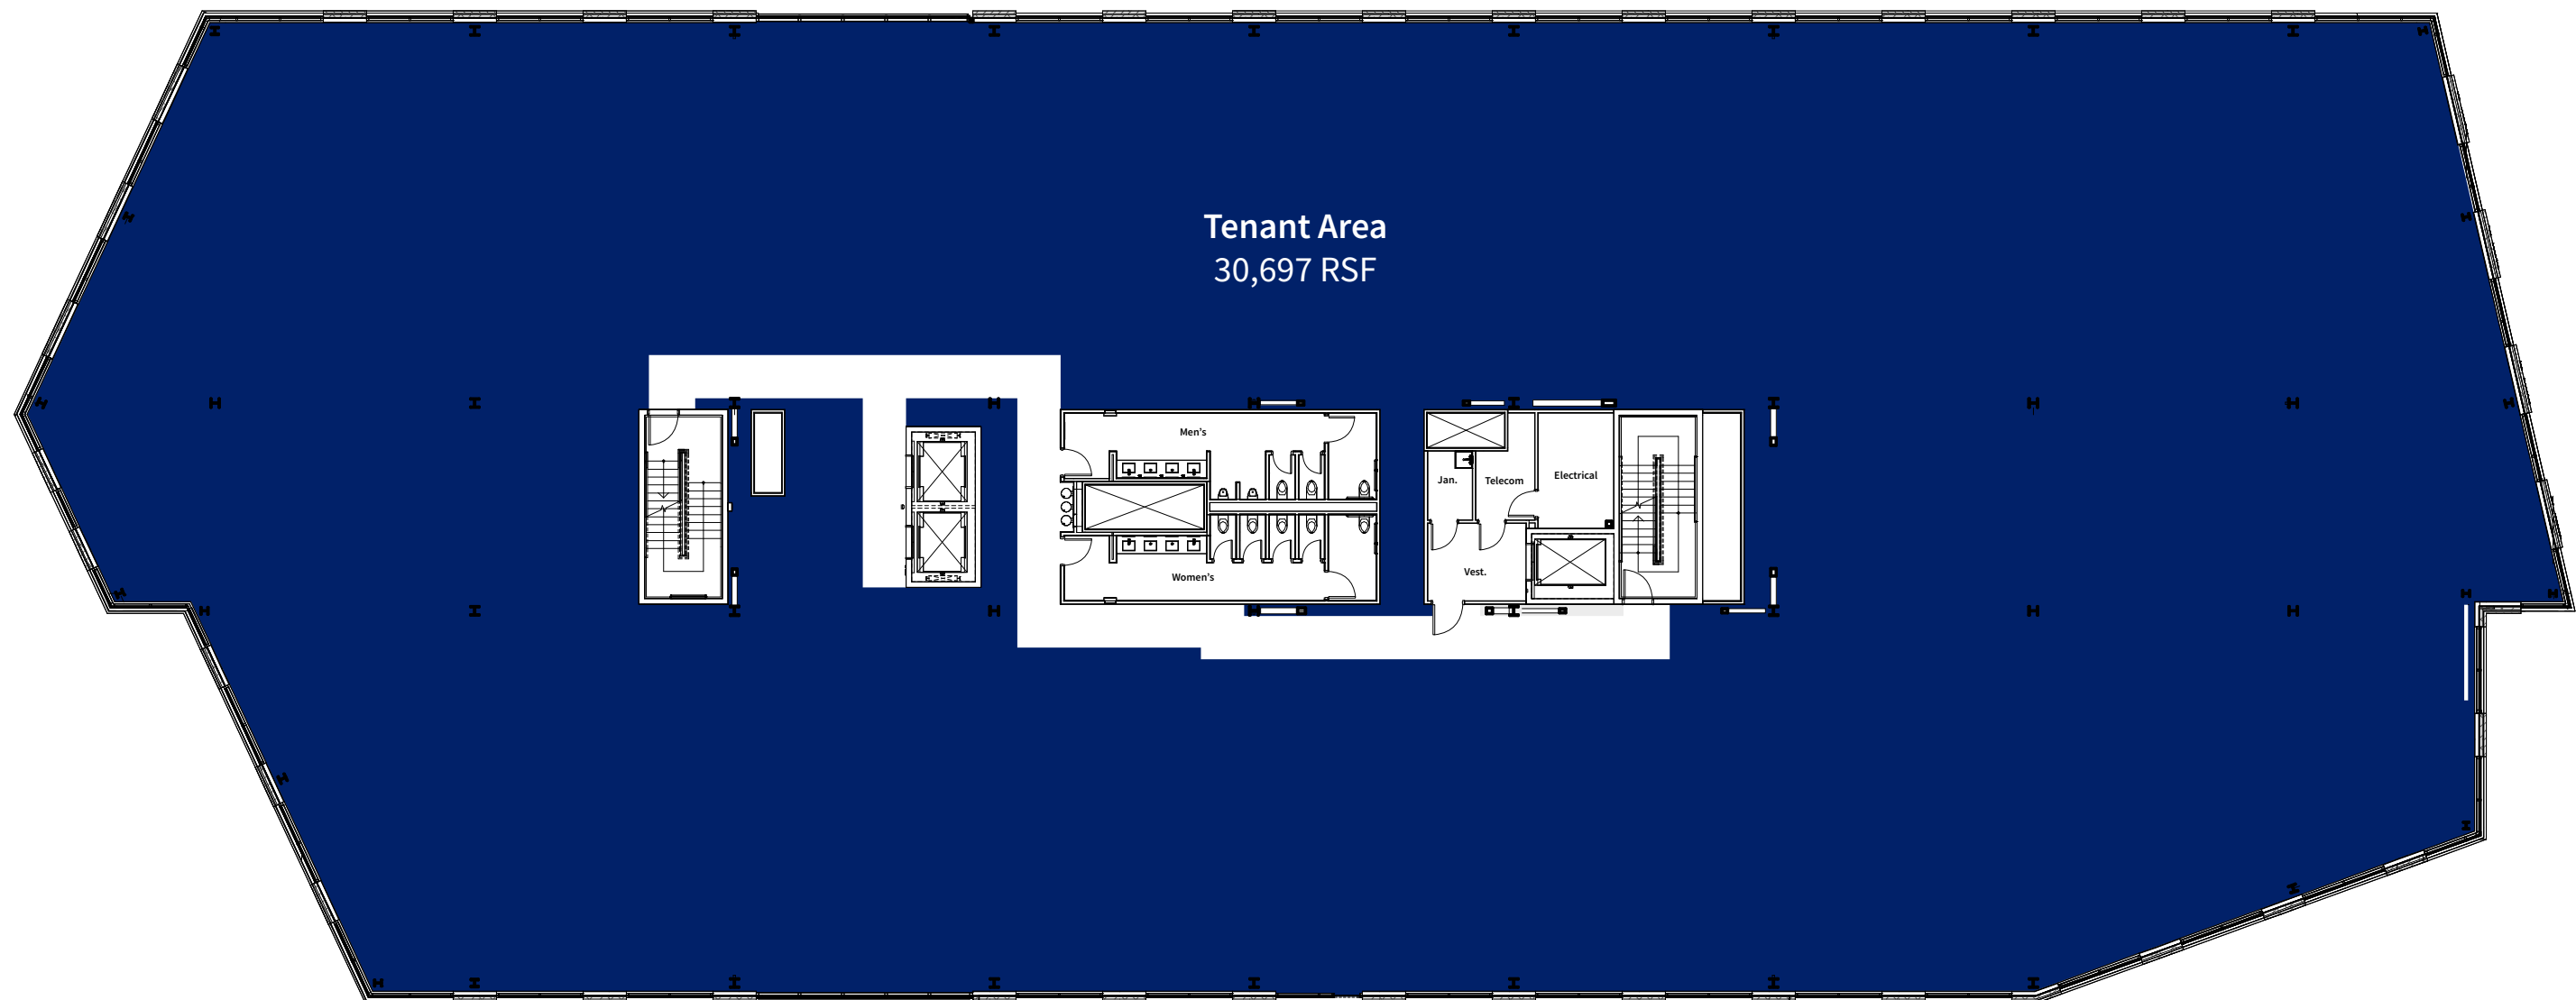 Tenant Area
30,697 RSF
Men's
Jan.
Telecom
Electrical
Vest.
Women's